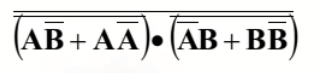 (AB̅ + AA̅)•(A̅B + BB̅)